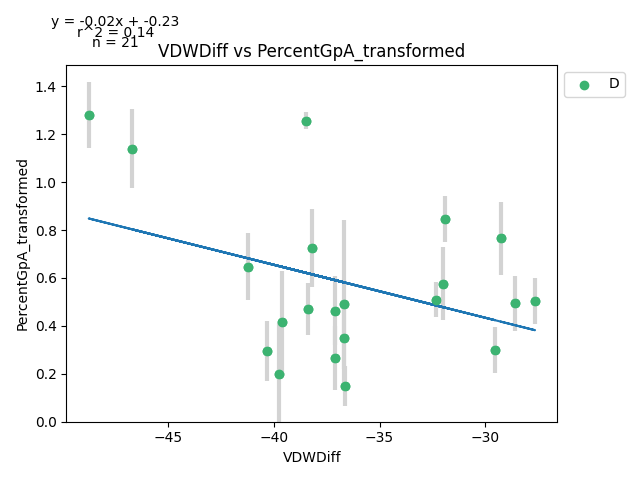 y = -0.02x + -0.23
r^2 = 0.14
n = 21
VDWDiff vs PercentGpA_transformed
D
PercentGpA_transformed
1.4
1.2
1.0
0.8
0.6
0.4
0.2
0.0
−45
−40
−35
−30
VDWDiff